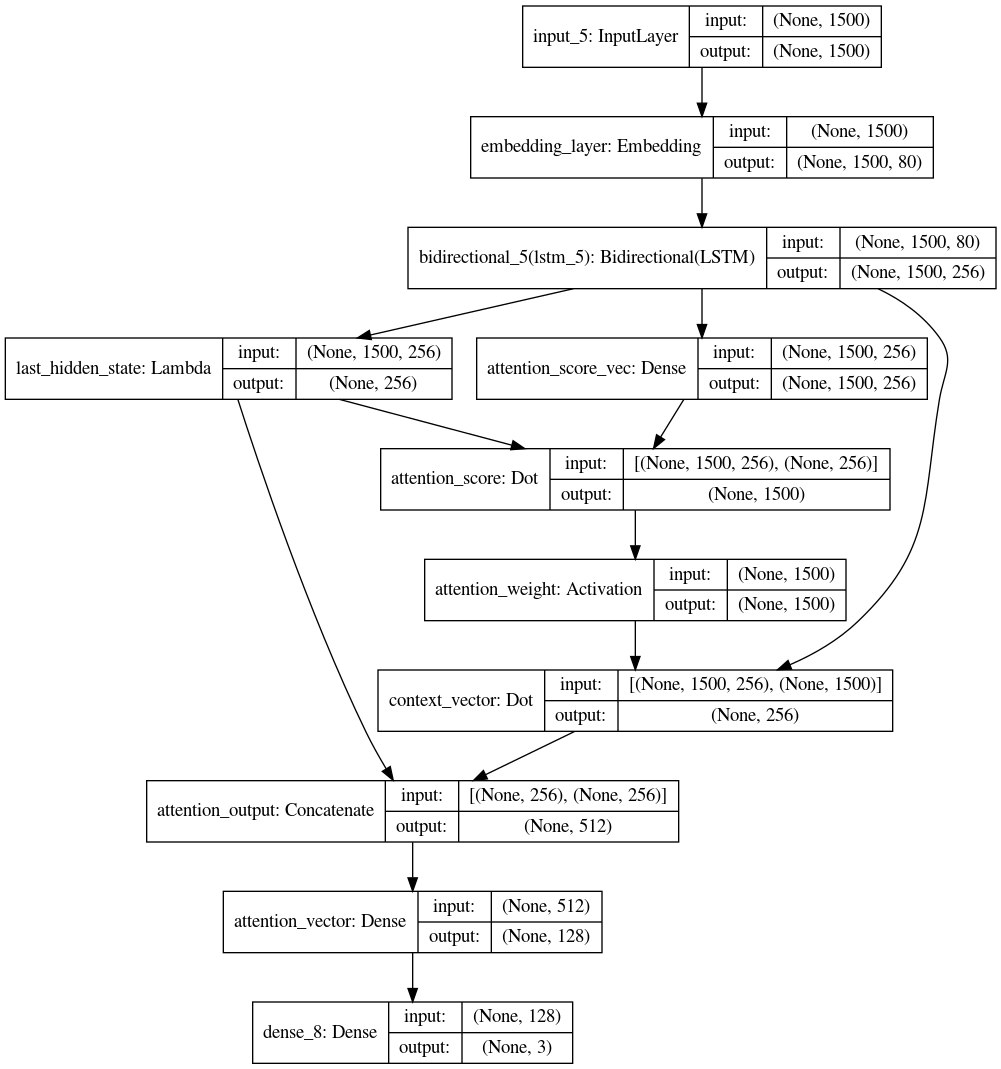 input_5: InputLayer
input: (None, 1500)
output: (None, 1500)
embedding_layer: Embedding
input: (None, 1500)
output: (None, 1500, 80)
bidirectional_5(lstm_5): Bidirectional(LSTM)
input: (None, 1500, 80)
output: (None, 1500, 256)
last_hidden_state: Lambda
input: (None, 1500, 256)
output: (None, 256)
attention_score_vec: Dense
input: (None, 1500, 256)
output: (None, 1500, 256)
attention_score: Dot
input: [(None, 1500, 256), (None, 256)]
output: (None, 1500)
attention_weight: Activation
input: (None, 1500)
output: (None, 1500)
context_vector: Dot
input: [(None, 1500, 256), (None, 1500)]
output: (None, 256)
attention_output: Concatenate
input: [(None, 256), (None, 256)]
output: (None, 512)
attention_vector: Dense
input: (None, 512)
output: (None, 128)
dense_8: Dense
input: (None, 128)
output: (None, 3)